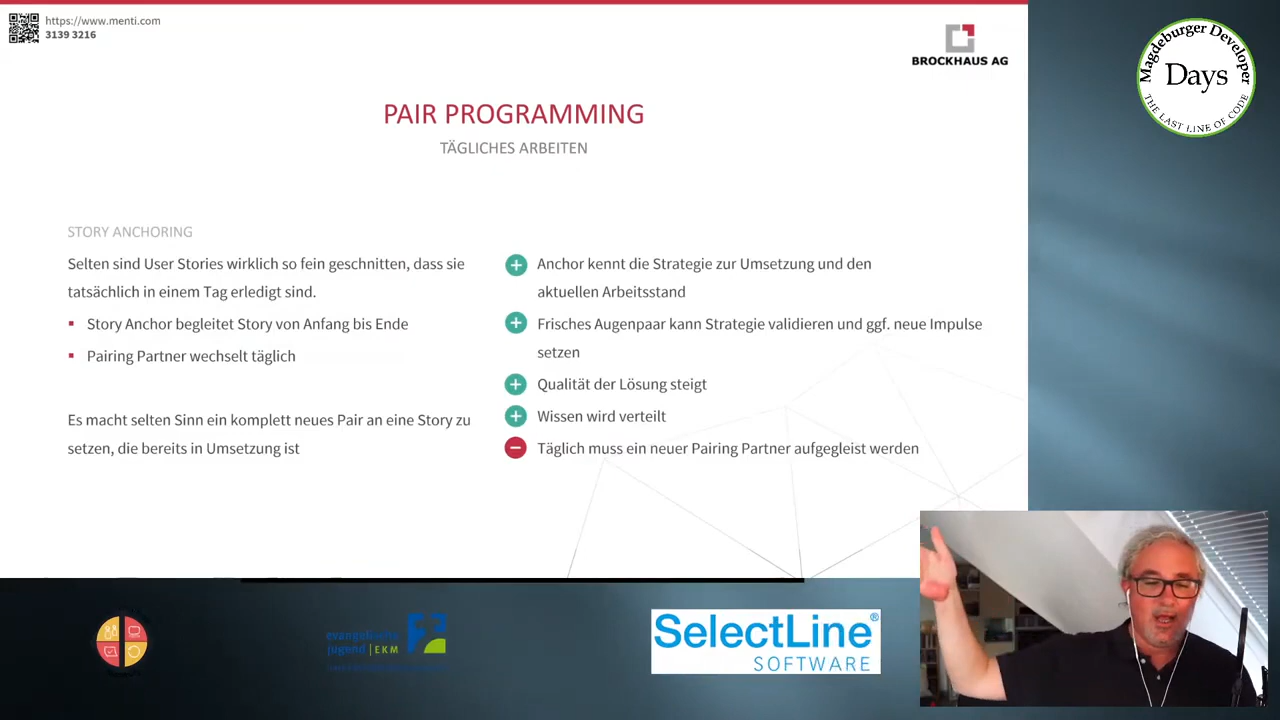 https://www.menti.com
3139 3216
BROCKHAUS AG
Magdeburger Developer
Days
THE LAST LINE OF CODE
PAIR PROGRAMMING
TÄGLICHES ARBEITEN
STORY ANCHORING
Selten sind User Stories wirklich so fein geschnitten, dass sie
tatsächlich in einem Tag erledigt sind.
Story Anchor begleitet Story von Anfang bis Ende
Pairing Partner wechselt täglich
Es macht selten Sinn ein komplett neues Pair an eine Story zu
setzen, die bereits in Umsetzung ist
Anchor kennt die Strategie zur Umsetzung und den
aktuellen Arbeitsstand
Frisches Augenpaar kann Strategie validieren und ggf. neue Impulse
setzen
Qualität der Lösung steigt
Wissen wird verteilt
Täglich muss ein neuer Pairing Partner aufgegleist werden
evangelische
jugend | EKM
SelectLine®
SOFTWARE